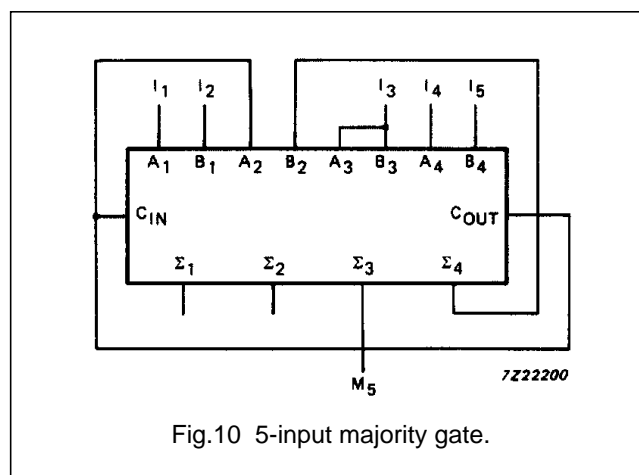 I1 I2 I3 I4 I5
A1 B1 A2 B2 A3 B3 A4 B4
CIN COUT
Σ1 Σ2 Σ3 Σ4
M5 7Z22200
Fig.10 5-input majority gate.